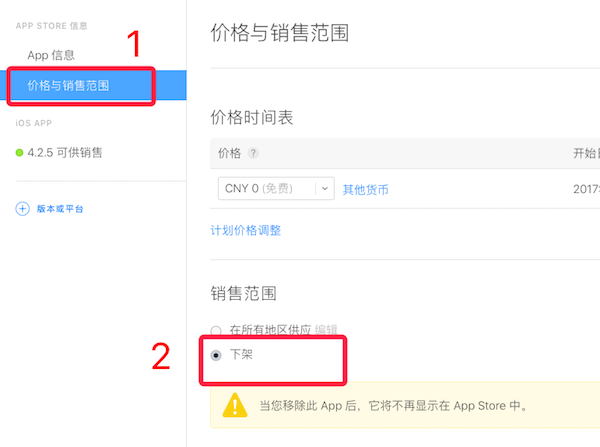 APP STORE 信息
App 信息
价格与销售范围
iOS APP
4.2.5 可供销售
版本或平台
1
价格与销售范围
价格时间表
价格 ?
开始
CNY 0 (免费)
其他货币
2017
计划价格调整
销售范围
在所有地区供应 编辑
2
下架
当您移除此 App 后，它将不再显示在 App Store 中。